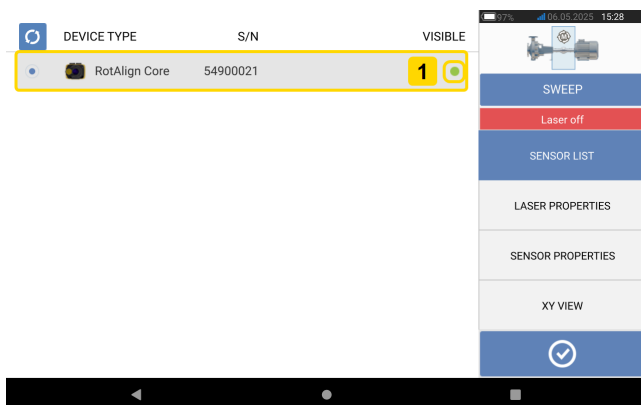 97% 06.05.2025 15:28
DEVICE TYPE S/N VISIBLE
RotAlign Core 54900021 1
SWEEP
Laser off
SENSOR LIST
LASER PROPERTIES
SENSOR PROPERTIES
XY VIEW